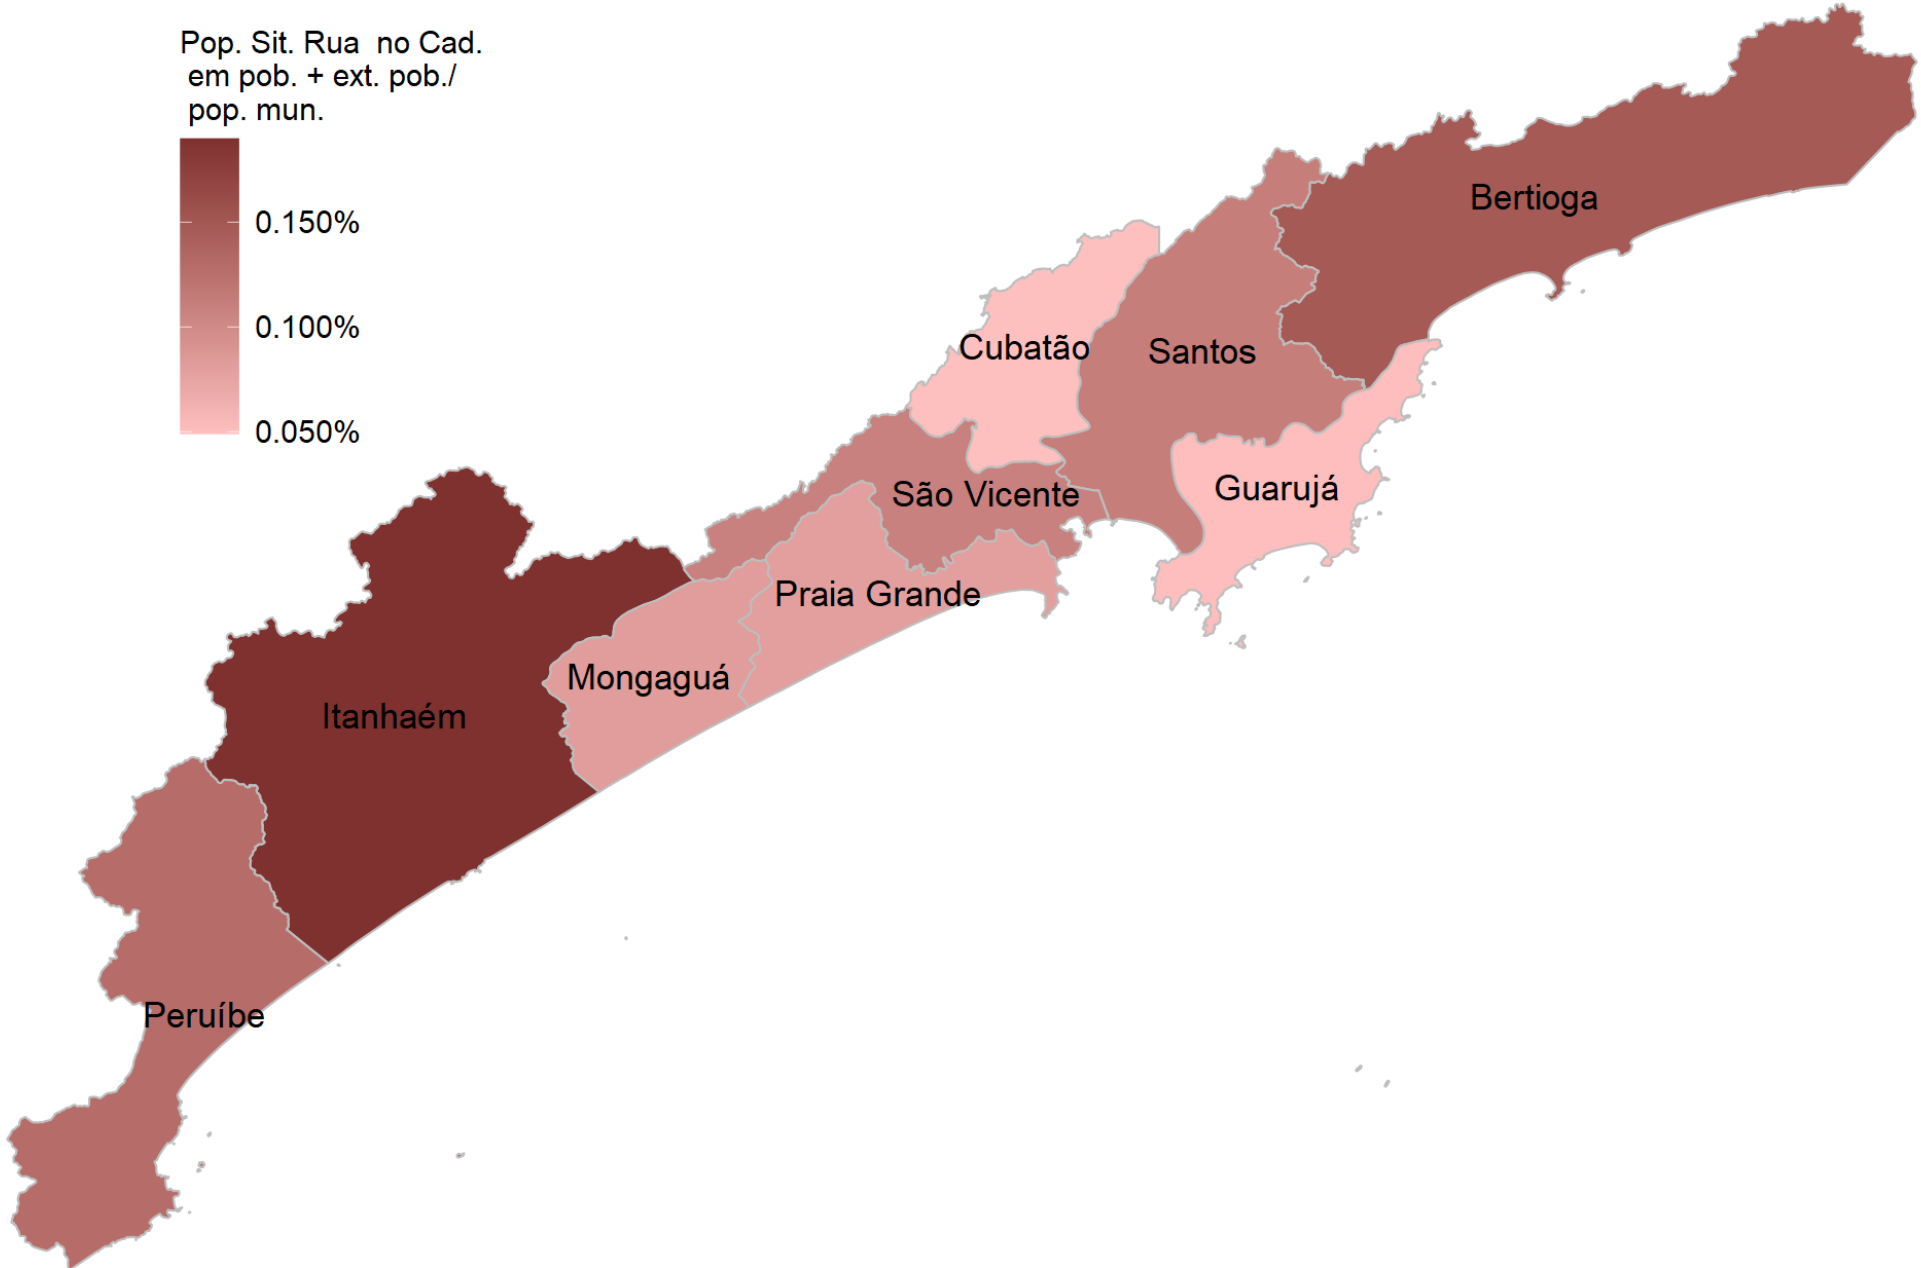 Pop. Sit. Rua  no Cad.
em pob. + ext. pob./
pop. mun.
0.150%
0.100%
0.050%
Bertioga
Cubatão
Santos
Guarujá
São Vicente
Praia Grande
Mongaguá
Itanhaém
Peruíbe